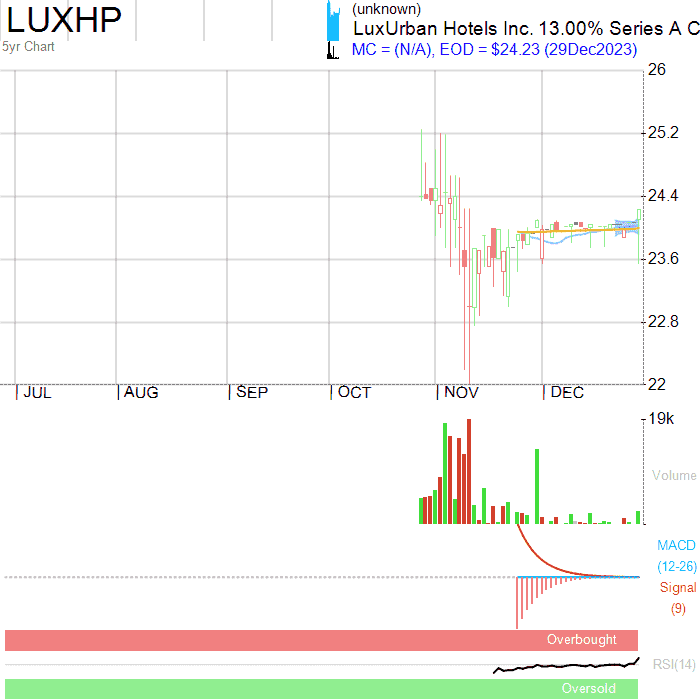 LUXHP
5yr Chart
(unknown)
LuxUrban Hotels Inc. 13.00% Series A C
MC = (N/A), EOD = $24.23 (29Dec2023)
26
25.2
24.4
23.6
22.8
22
JUL AUG SEP OCT NOV DEC
19k
Volume
MACD
(12-26)
Signal
(9)
Overbought
RSI(14)
Oversold